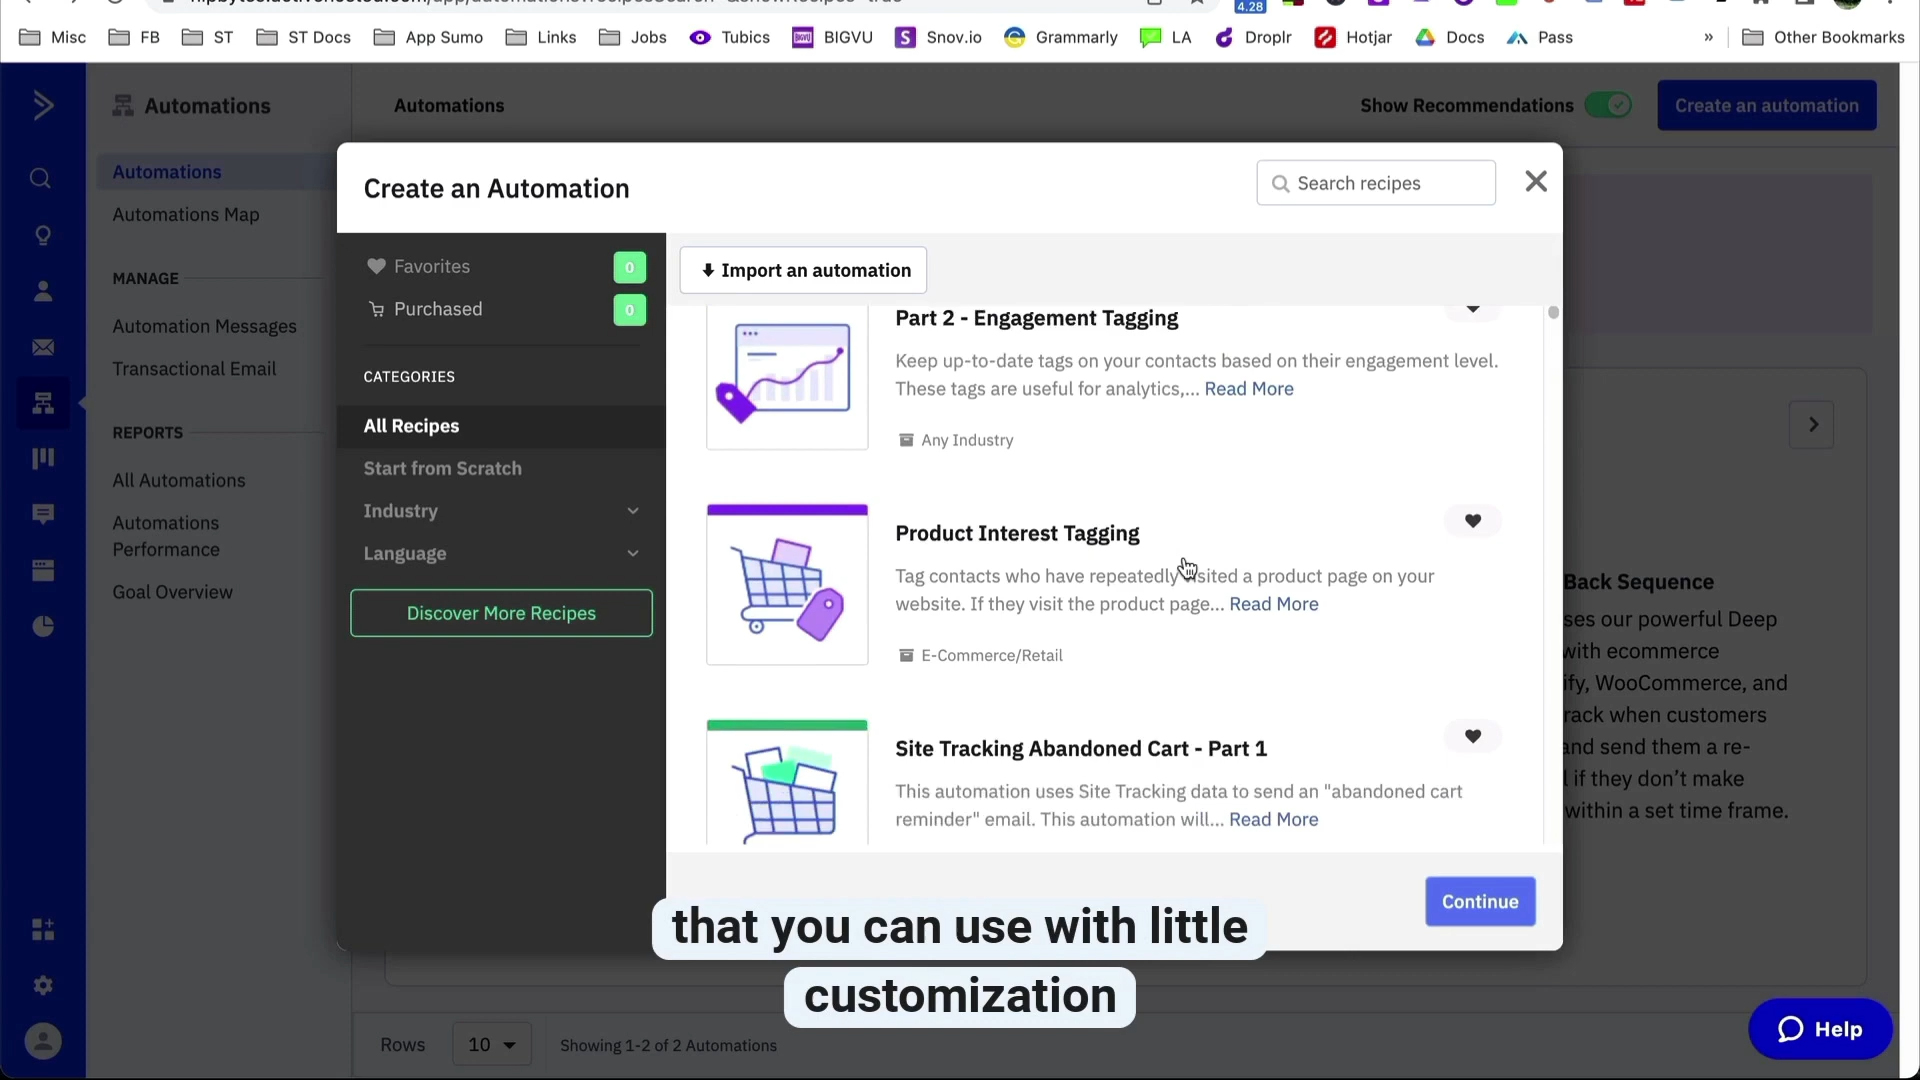 4.28
Misc FB ST ST Docs App Sumo Links Jobs Tubics BIGVU Snov.io Grammarly LA Droplr Hotjar Docs Pass » Other Bookmarks
Automations
Automations
Show Recommendations
Create an automation
Automations
Automations Map
MANAGE
Automation Messages
Transactional Email
REPORTS
All Automations
Automations
Performance
Goal Overview
Create an Automation
Search recipes
Favorites 0
Purchased 0
CATEGORIES
All Recipes
Start from Scratch
Industry
Language
Discover More Recipes
Import an automation
Part 2 - Engagement Tagging
Keep up-to-date tags on your contacts based on their engagement level.
These tags are useful for analytics,... Read More
Any Industry
Product Interest Tagging
Tag contacts who have repeatedly visited a product page on your
website. If they visit the product page... Read More
E-Commerce/Retail
Site Tracking Abandoned Cart - Part 1
This automation uses Site Tracking data to send an "abandoned cart
reminder" email. This automation will... Read More
Continue
Back Sequence
ses our powerful Deep
with ecommerce
ify, WooCommerce, and
rack when customers
and send them a re-
if they don't make
within a set time frame.
that you can use with little
customization
Rows 10 Showing 1-2 of 2 Automations
Help